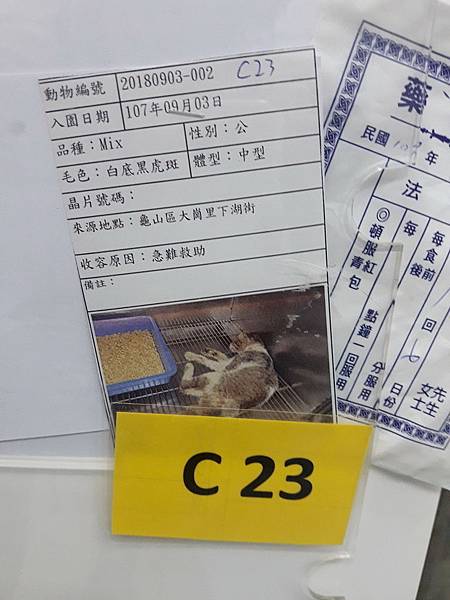 動物編號 20180903-002 C23
入園日期 107年09月03日
品種：Mix 性別：公
毛色：白底黑虎斑 體型：中型
晶片號碼：
來源地點：龜山區大崗里下湖街
收容原因：急難救助
備註：
C 23
藥
民國 年
法
每食前
每 後 回
◎頓服紅青包
點鐘一回服用
分服用
日份
先生
女士